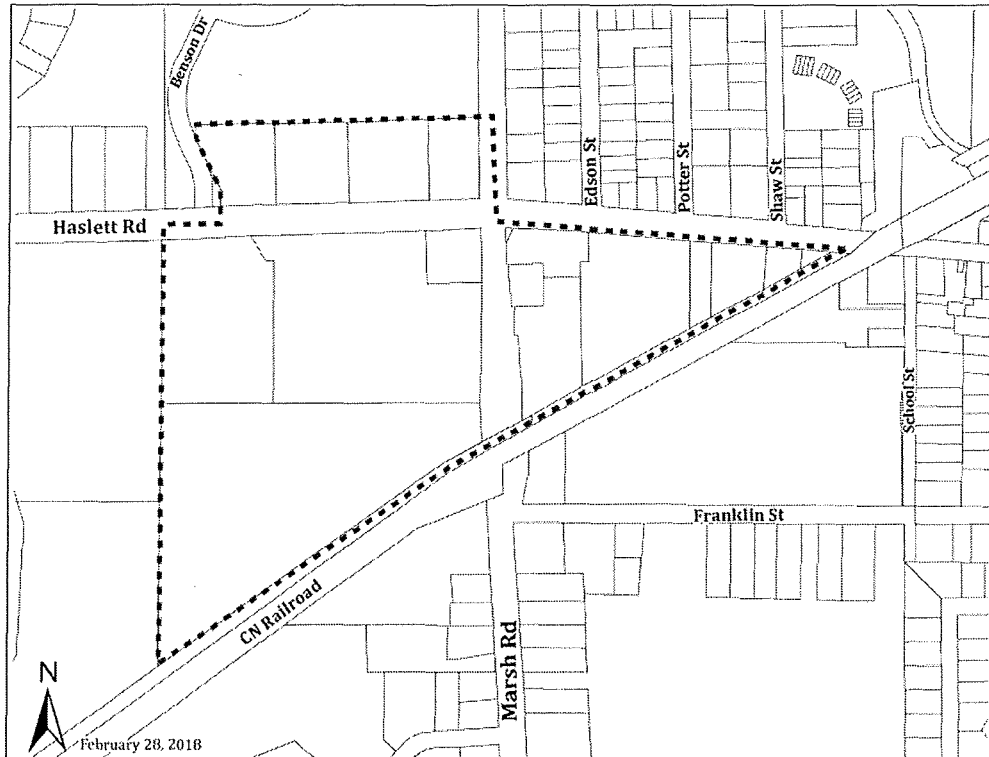 Benson Dr
Edson St
Potter St
Shaw St
Haslett Rd
School St
Franklin St
CN Railroad
Marsh Rd
N
February 28, 2018